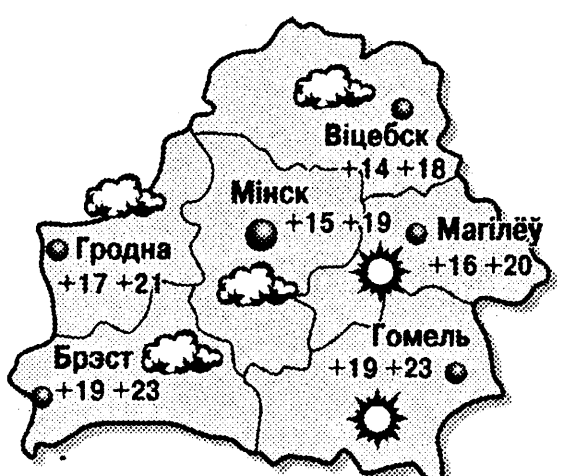 Віцебск
+14 +18
Мінск
+15 +19
Магілёў
+16 +20
Гродна
+17 +21
Гомель
+19 +23
Брэст
+19 +23